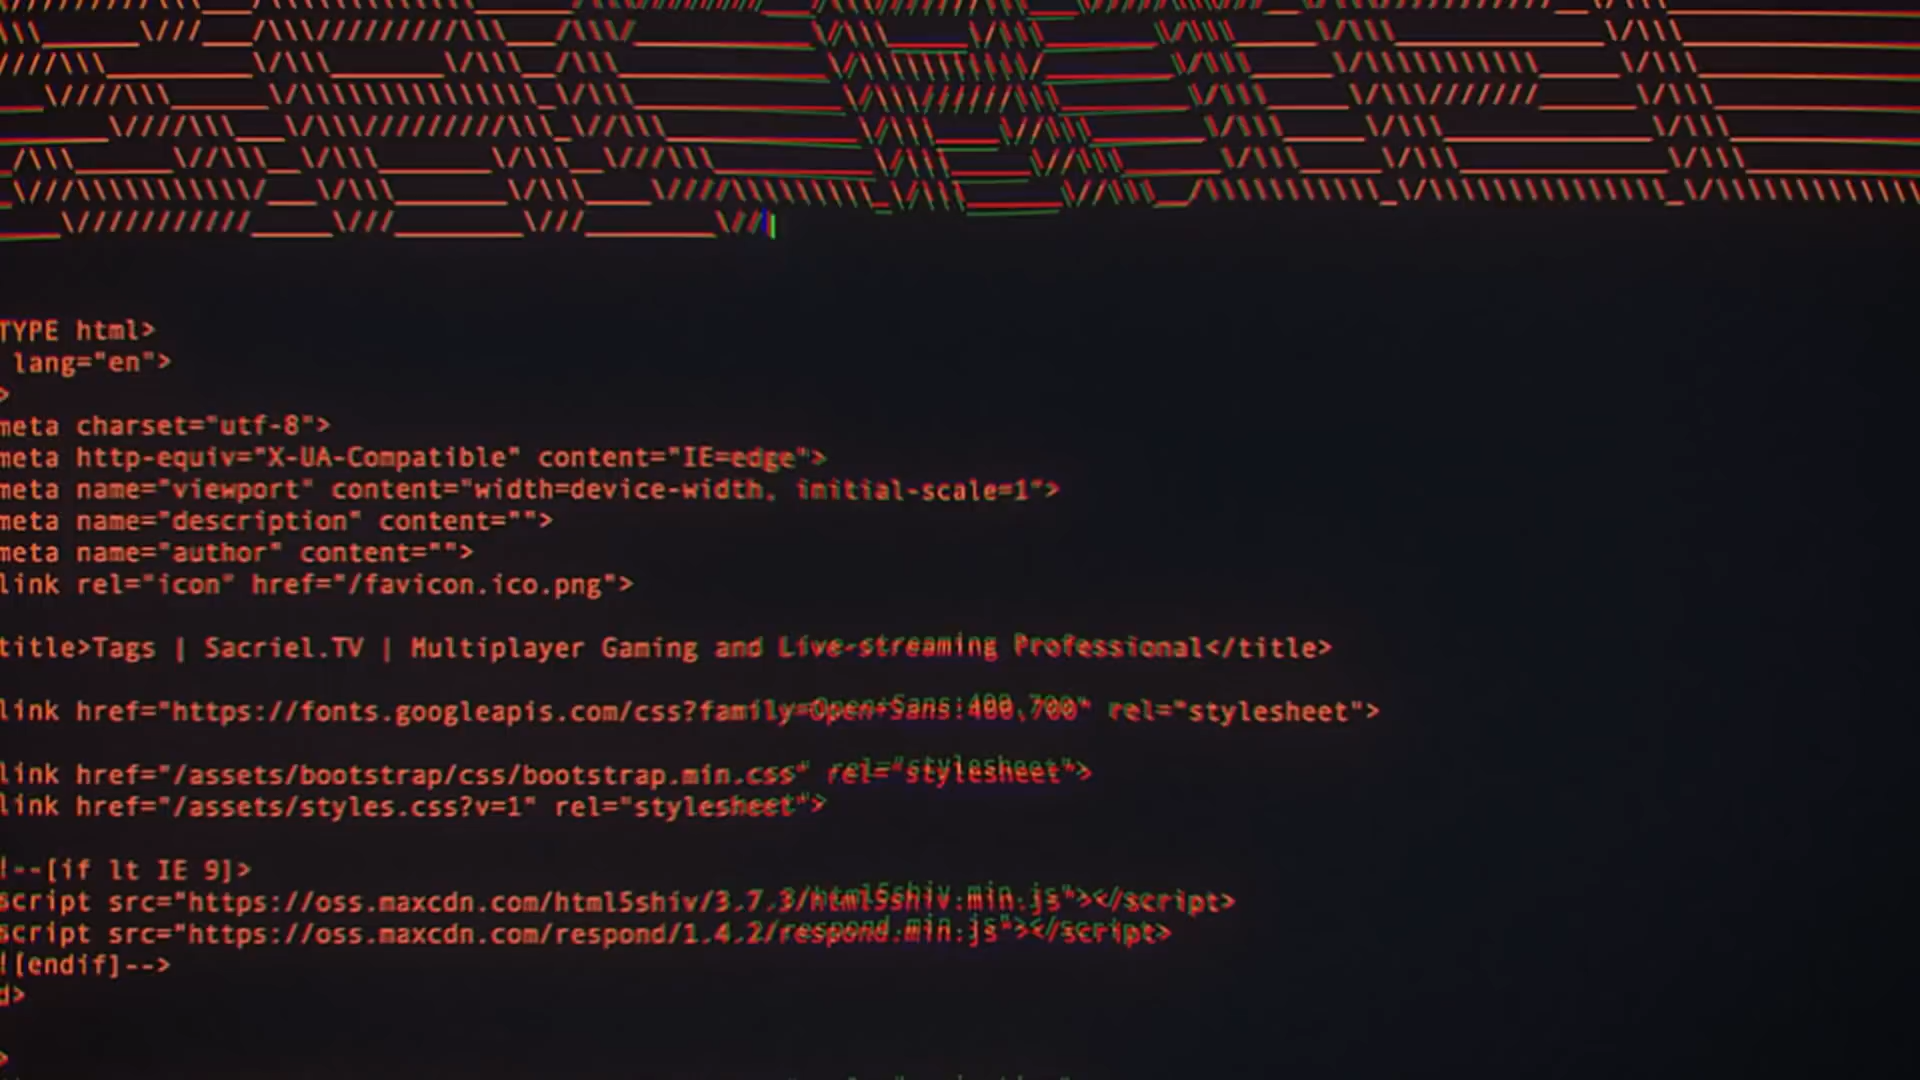 TYPE html>
lang="en">
>
meta charset="utf-8">
meta http-equiv="X-UA-Compatible" content="IE=edge">
meta name="viewport" content="width=device-width, initial-scale=1">
meta name="description" content="">
meta name="author" content="">
link rel="icon" href="/favicon.ico.png">
title>Tags | Sacriel.TV | Multiplayer Gaming and Live-streaming Professional</title>
link href="https://fonts.googleapis.com/css?family=Open+Sans:400,700" rel="stylesheet">
link href="/assets/bootstrap/css/bootstrap.min.css" rel="stylesheet">
link href="/assets/styles.css?v=1" rel="stylesheet">
!--[if lt IE 9]>
script src="https://oss.maxcdn.com/html5shiv/3.7.3/html5shiv.min.js"></script>
script src="https://oss.maxcdn.com/respond/1.4.2/respond.min.js"></script>
![endif]-->
d>
>